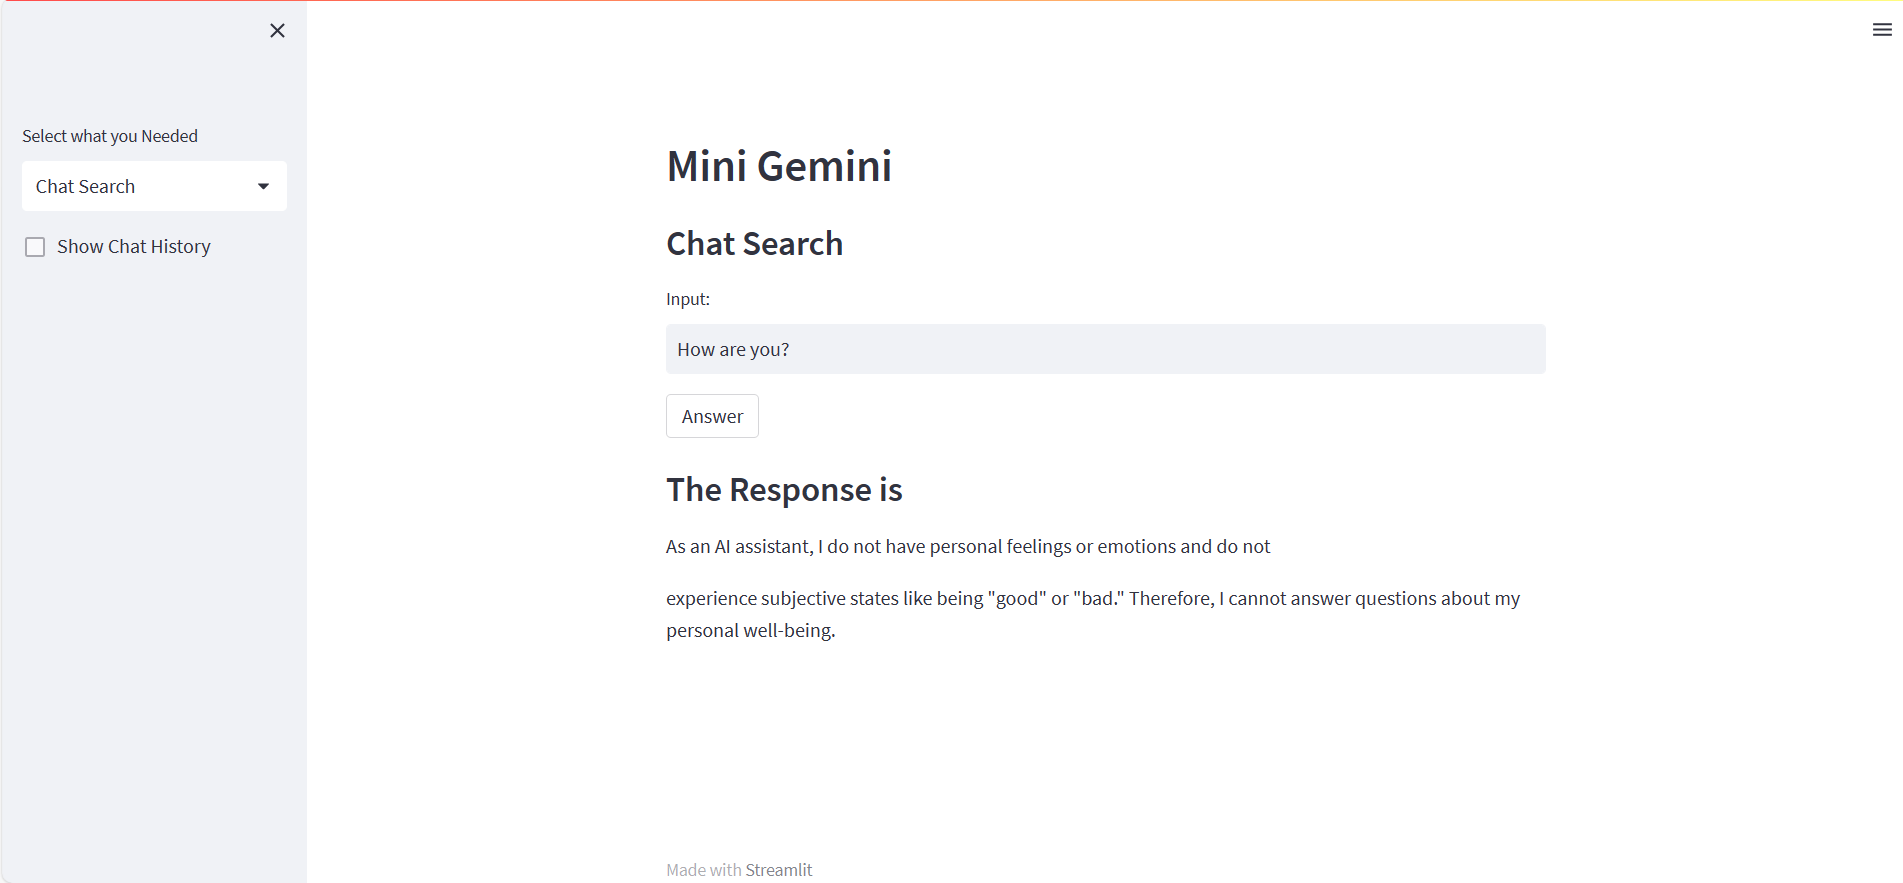 Select what you Needed
Chat Search
Show Chat History
Mini Gemini
Chat Search
Input:
How are you?
Answer
The Response is
As an AI assistant, I do not have personal feelings or emotions and do not
experience subjective states like being "good" or "bad." Therefore, I cannot answer questions about my
personal well-being.
Made with Streamlit